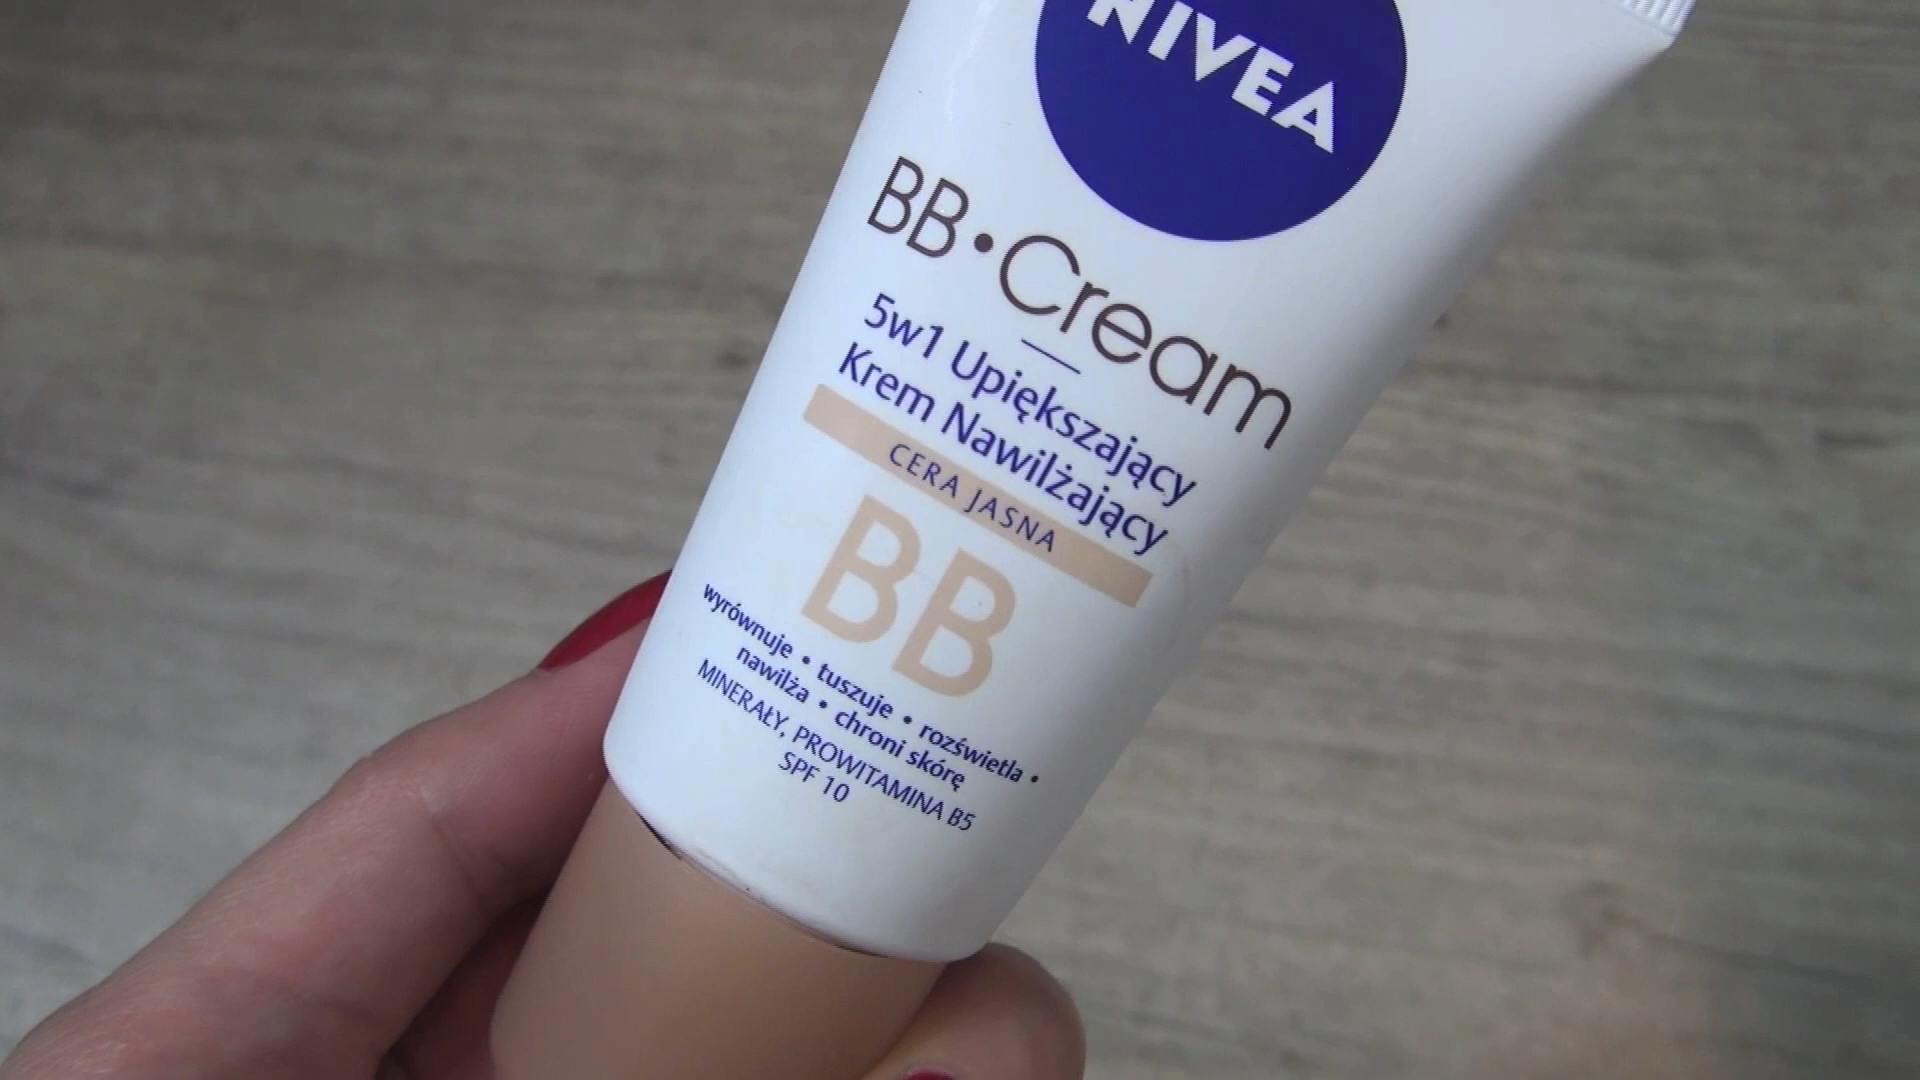 NIVEA
BB•Cream
5w1 Upiększający
Krem Nawilżający
CERA JASNA
BB
wyrównuje • tuszuje • rozświetla •
nawilża • chroni skórę
MINERAŁY, PROWITAMINA B5
SPF 10